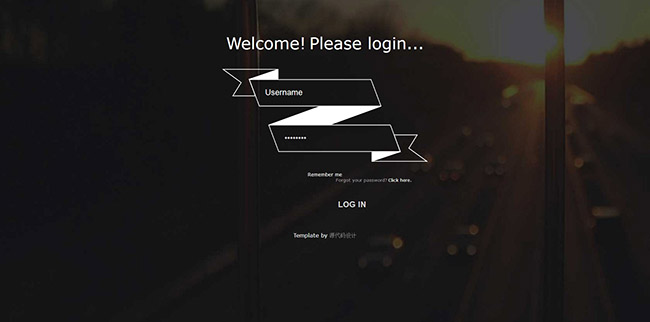 Welcome! Please login...
Username
••••••••
Remember me
Forgot your password? Click here.
LOG IN
Template by 源代码设计